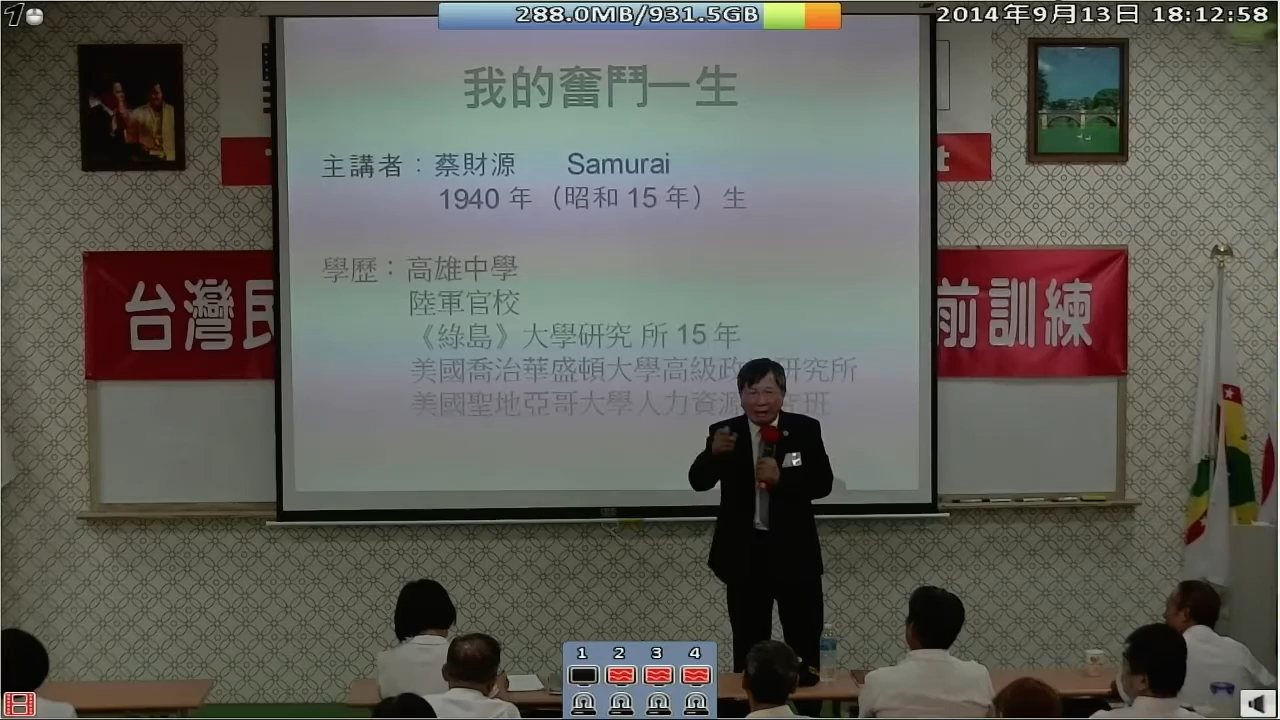 288.0MB/931.5GB
2014年9月13日 18:12:58
我的奮鬥一生
主講者：蔡財源 Samurai
1940 年（昭和 15 年）生
學歷：高雄中學
陸軍官校
《綠島》大學研究 所 15 年
美國喬治華盛頓大學高級政 研究所
美國聖地亞哥大學人力資源 班
t
台灣民 前訓練
1 2 3 4